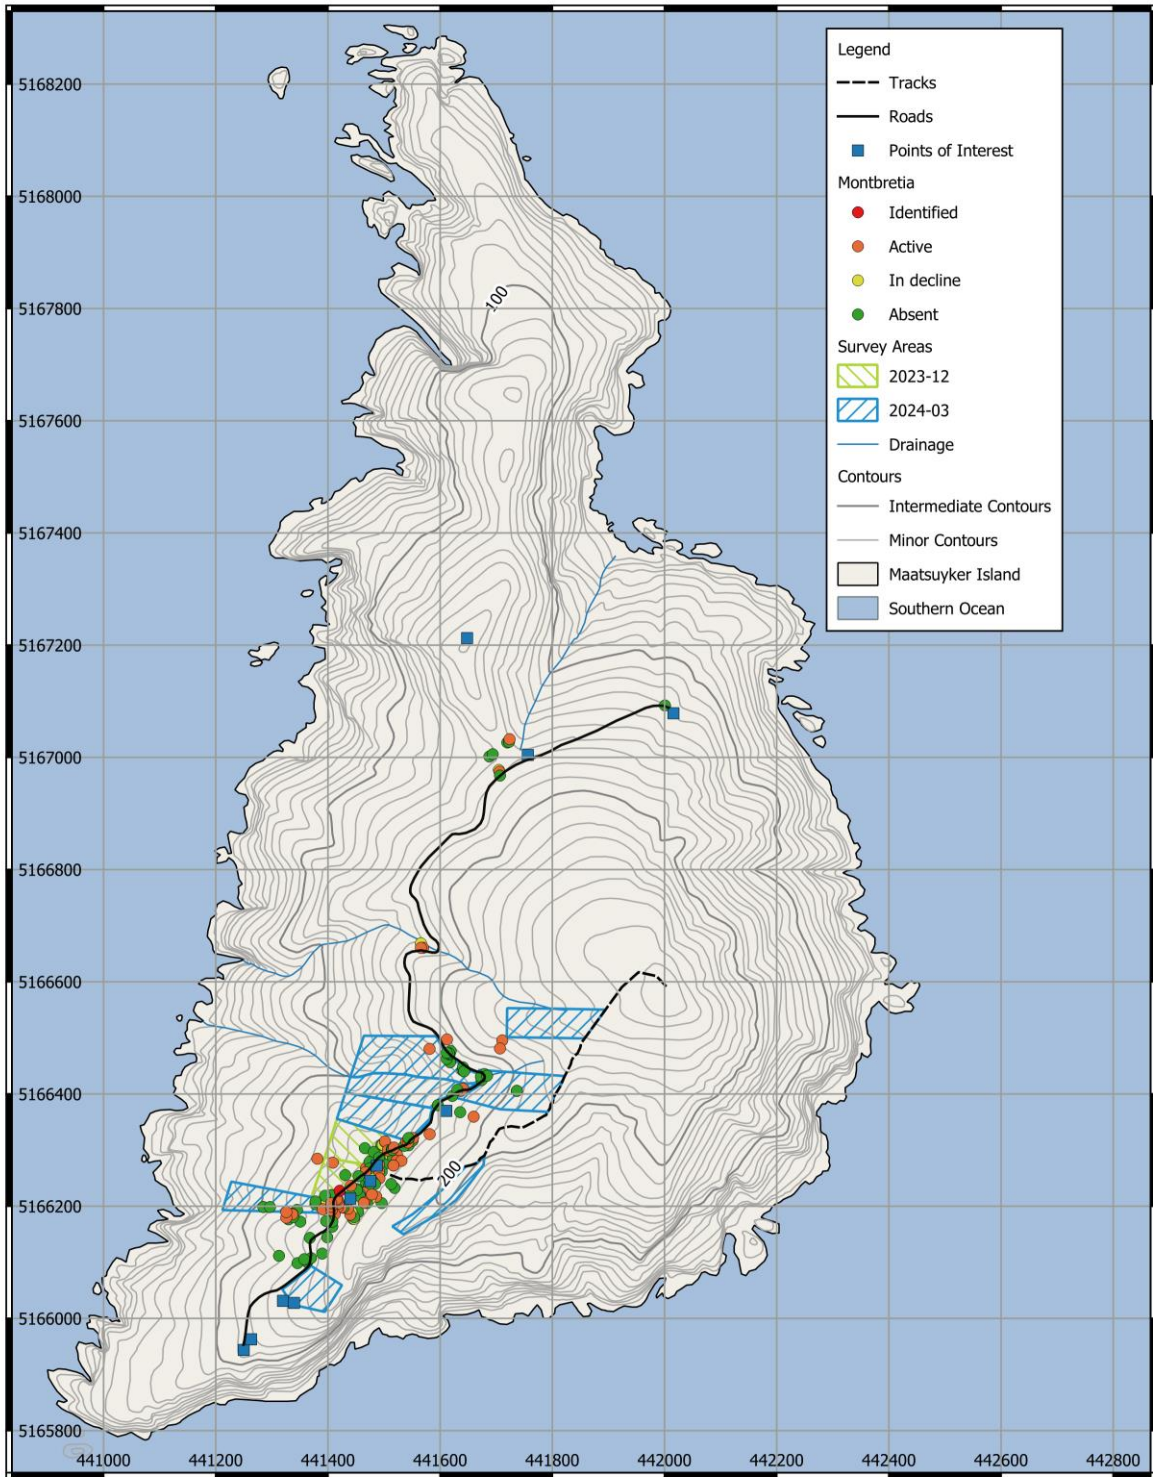 Legend
Tracks
Roads
Points of Interest
Montbretia
Identified
Active
In decline
Absent
Survey Areas
2023-12
2024-03
Drainage
Contours
Intermediate Contours
Minor Contours
Maatsuyker Island
Southern Ocean
5168200
5168000
100
5167800
5167600
5167400
5167200
5167000
5166800
5166600
5166400
200
5166200
5166000
5165800
441000 441200 441400 441600 441800 442000 442200 442400 442600 442800